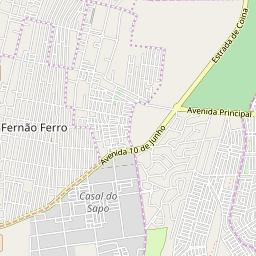 Estrada de Coina
Avenida Principal
Fernão Ferro
Avenida 10 de Junho
Casal do
Sapo